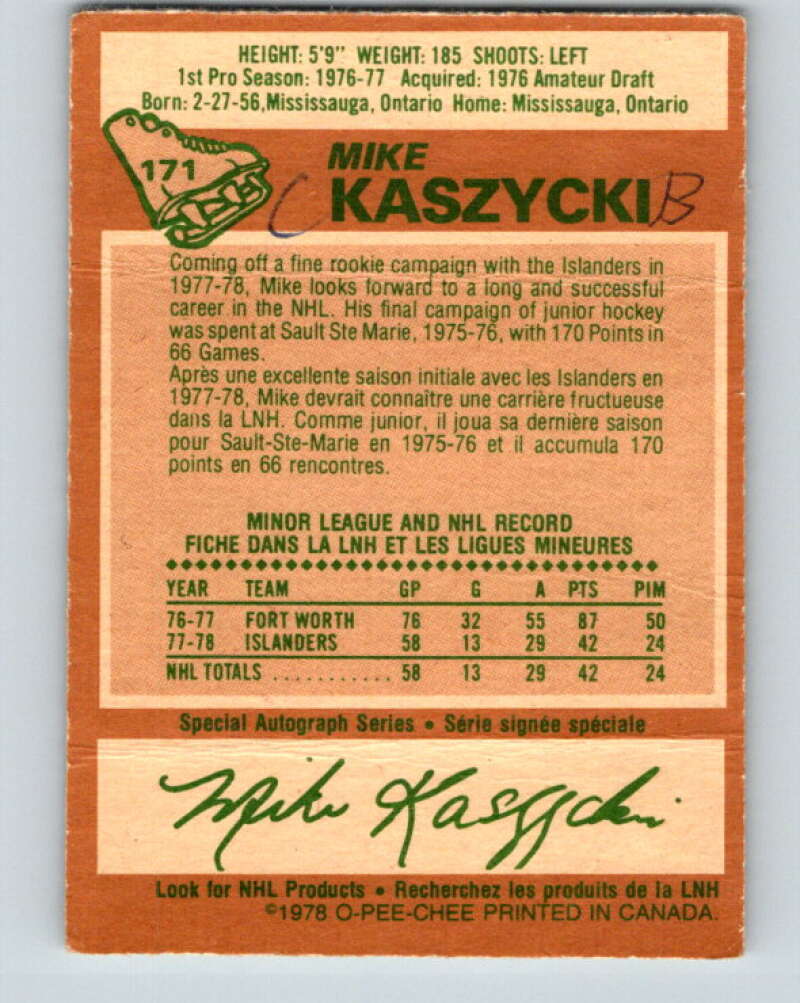 HEIGHT: 5'9" WEIGHT: 185 SHOOTS: LEFT
1st Pro Season: 1976-77 Acquired: 1976 Amateur Draft
Born: 2-27-56, Mississauga, Ontario Home: Mississauga, Ontario
171
MIKE
C KASZYCKI B
Coming off a fine rookie campaign with the Islanders in
1977-78, Mike looks forward to a long and successful
career in the NHL. His final campaign of junior hockey
was spent at Sault Ste Marie, 1975-76, with 170 Points in
66 Games.
Après une excellente saison initiale avec les Islanders en
1977-78, Mike devrait connaître une carrière fructueuse
dans la LNH. Comme junior, il joua sa dernière saison
pour Sault-Ste-Marie en 1975-76 et il accumula 170
points en 66 rencontres.
MINOR LEAGUE AND NHL RECORD
FICHE DANS LA LNH ET LES LIGUES MINEURES
YEAR TEAM GP G A PTS PIM
76-77 FORT WORTH 76 32 55 87 50
77-78 ISLANDERS 58 13 29 42 24
NHL TOTALS ........... 58 13 29 42 24
Special Autograph Series • Série signée spéciale
Mike Kaszycki
Look for NHL Products • Recherchez les produits de la LNH
©1978 O-PEE-CHEE PRINTED IN CANADA.